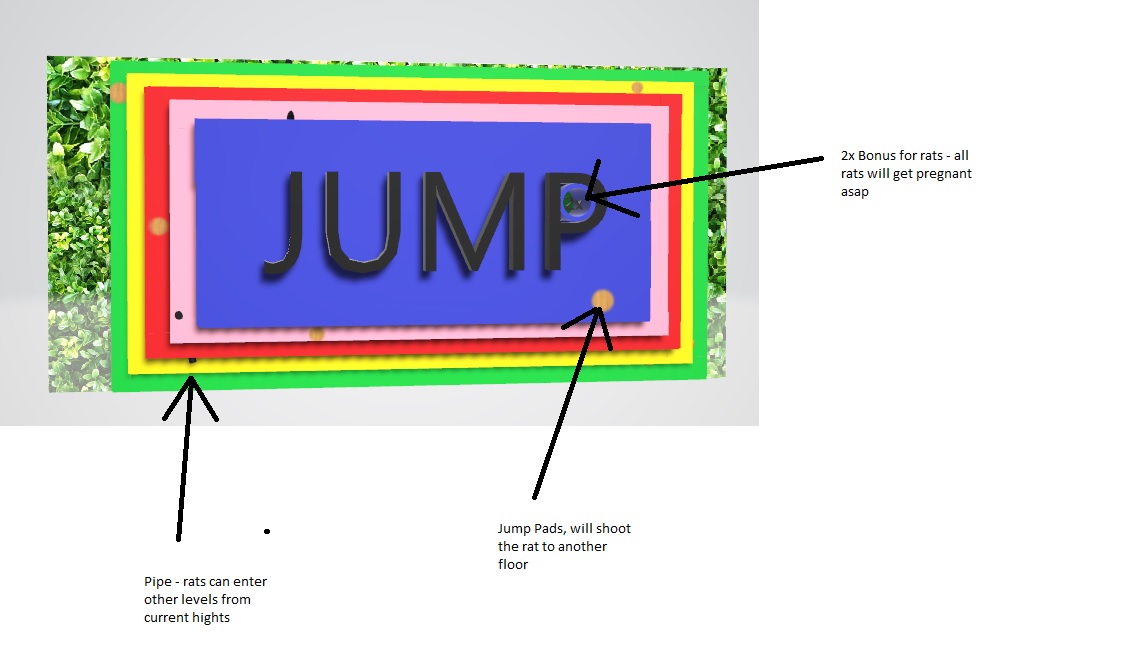 JUMP
2x Bonus for rats - all
rats will get pregnant
asap
Jump Pads, will shoot
the rat to another
floor
Pipe - rats can enter
other levels from
current hights